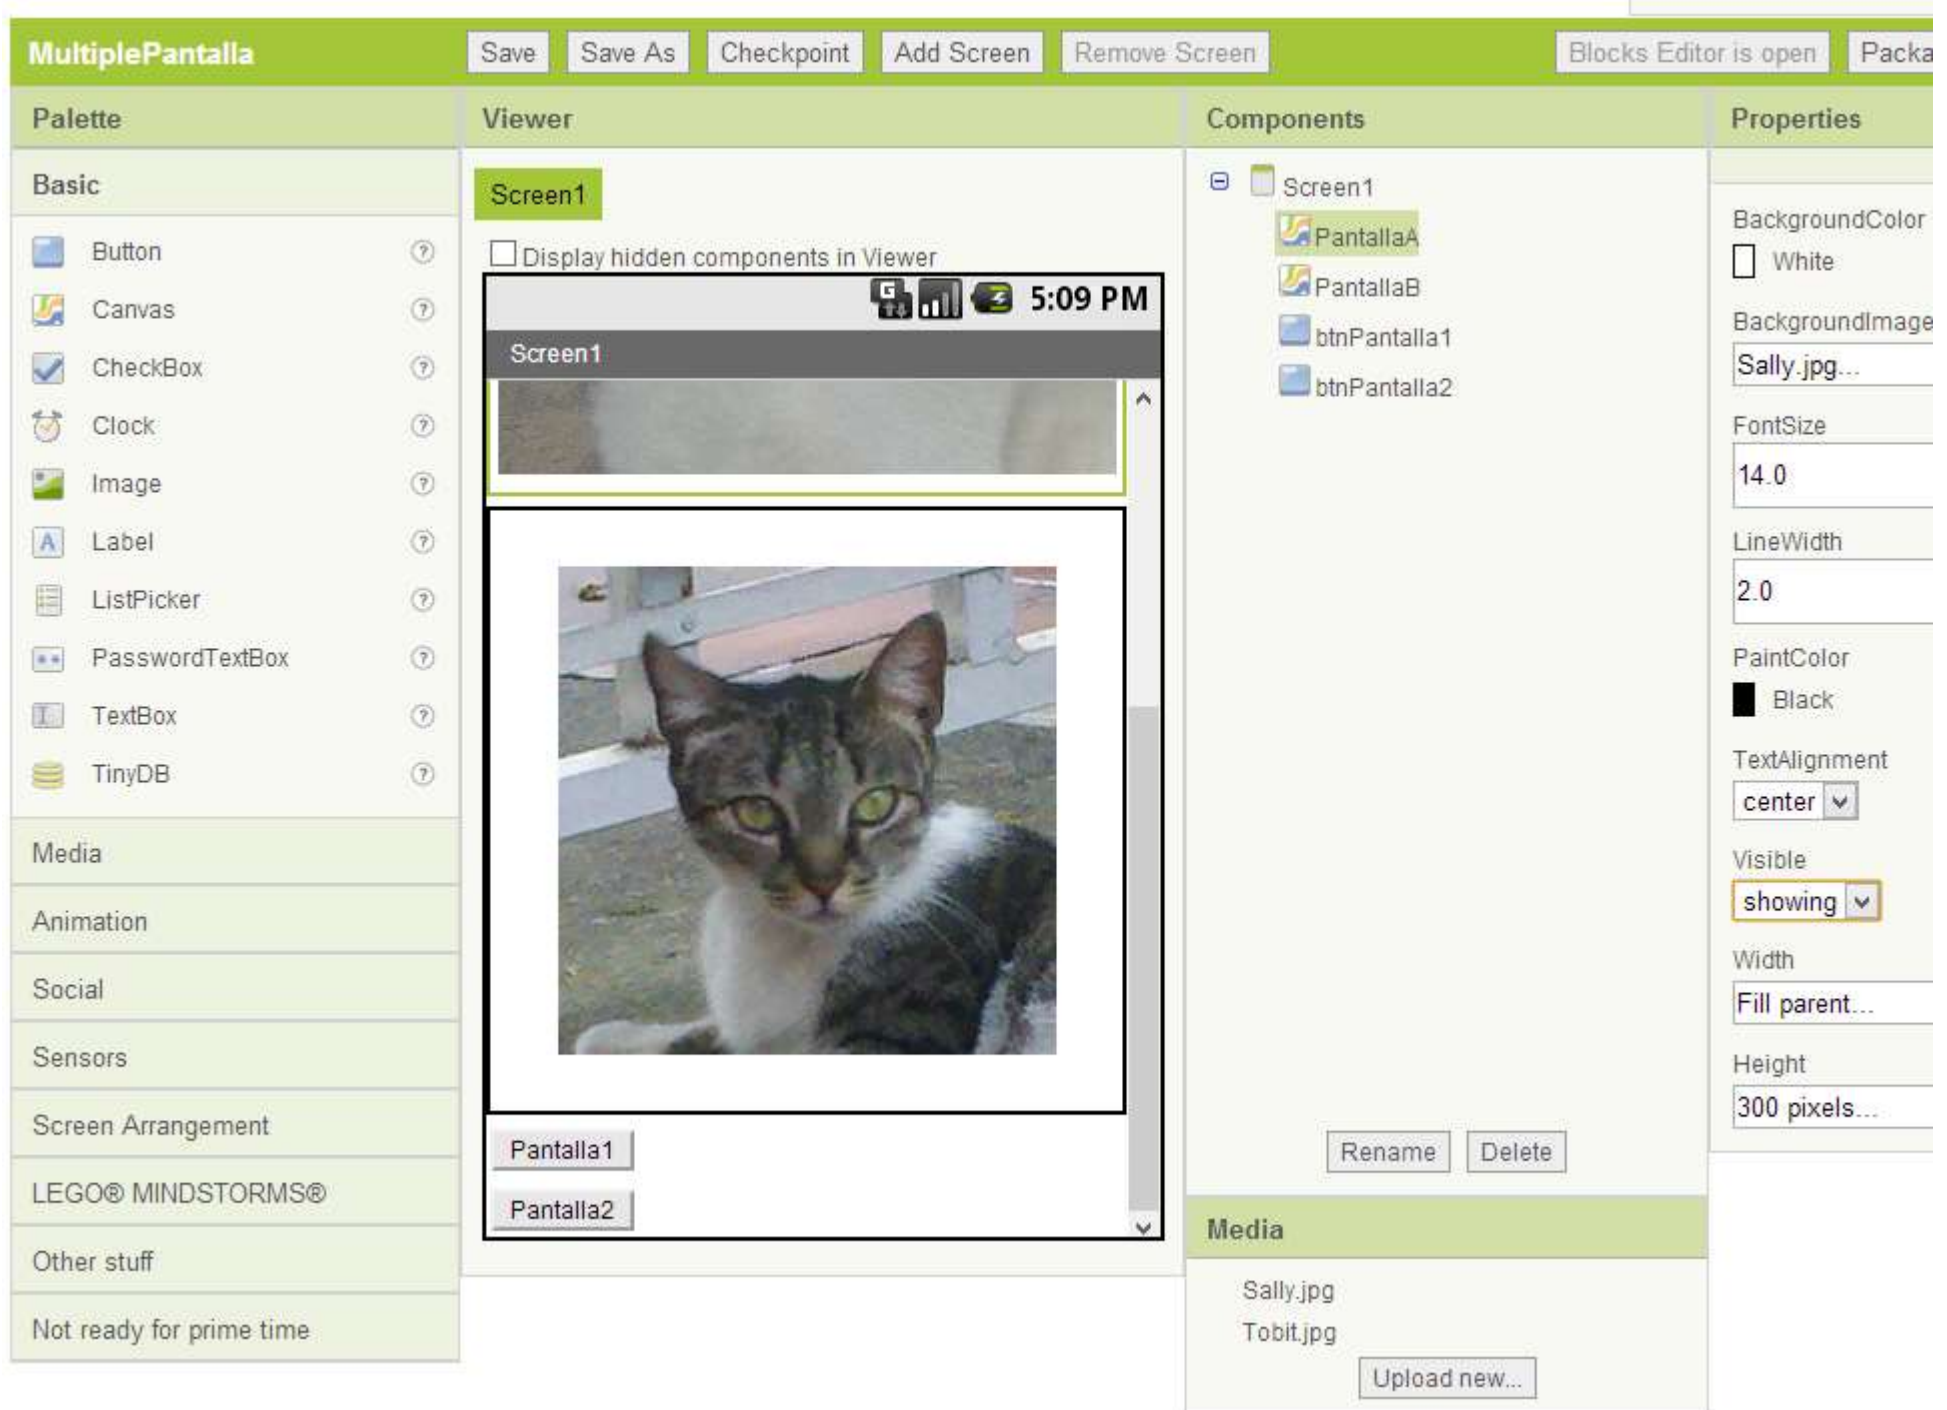 MultiplePantalla
Save
Save As
Checkpoint
Add Screen
Remove Screen
Blocks Editor is open
Packa
Palette
Basic
Button
Canvas
CheckBox
Clock
Image
Label
ListPicker
PasswordTextBox
TextBox
TinyDB
Media
Animation
Social
Sensors
Screen Arrangement
LEGO® MINDSTORMS®
Other stuff
Not ready for prime time
Viewer
Screen1
Display hidden components in Viewer
5:09 PM
Screen1
Pantalla1
Pantalla2
Components
Screen1
PantallaA
PantallaB
btnPantalla1
btnPantalla2
Rename
Delete
Media
Sally.jpg
Tobit.jpg
Upload new...
Properties
BackgroundColor
White
BackgroundImage
Sally.jpg...
FontSize
14.0
LineWidth
2.0
PaintColor
Black
TextAlignment
center
Visible
showing
Width
Fill parent...
Height
300 pixels...